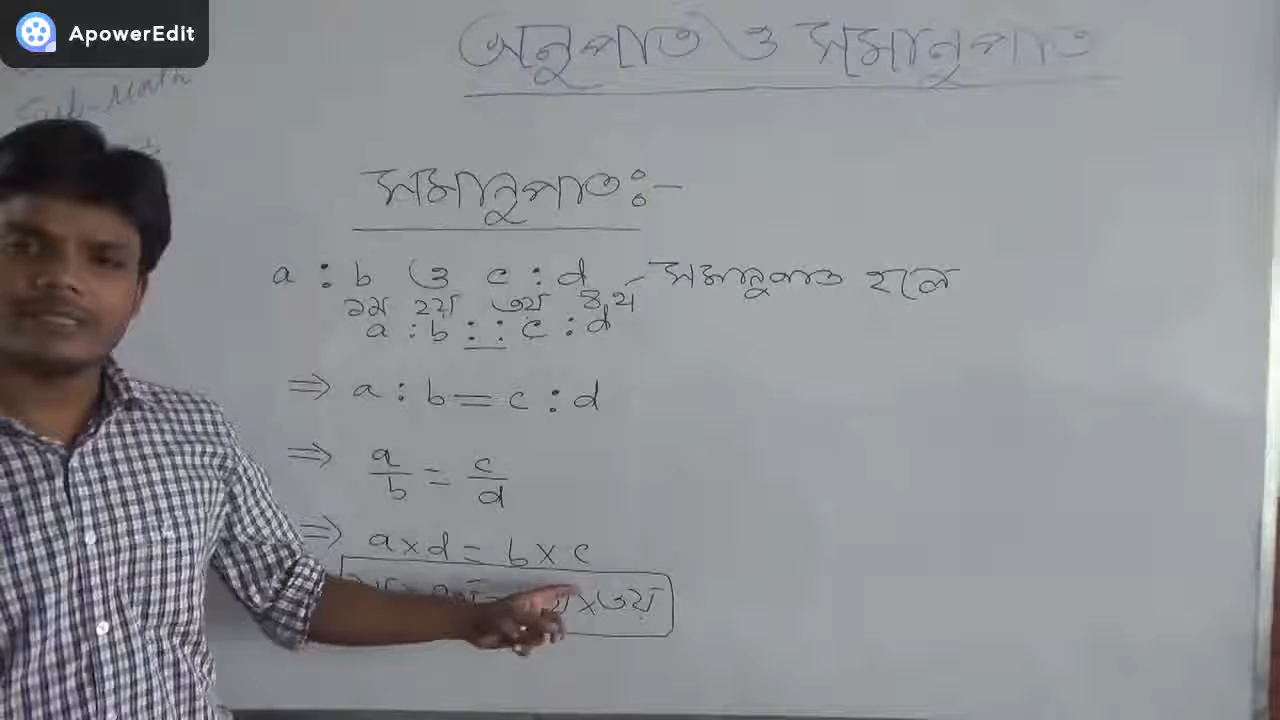 ApowerEdit
অনুপাত ও সমানুপাত
Sub-Math
সমানুপাত:-
a : b ও c : d সমানুপাত হলে
১ম ২য় ৩য় ৪র্থ
a : b : : c : d
⇒ a : b = c : d
⇒ a/b = c/d
⇒ a×d = b × c
×৩য়